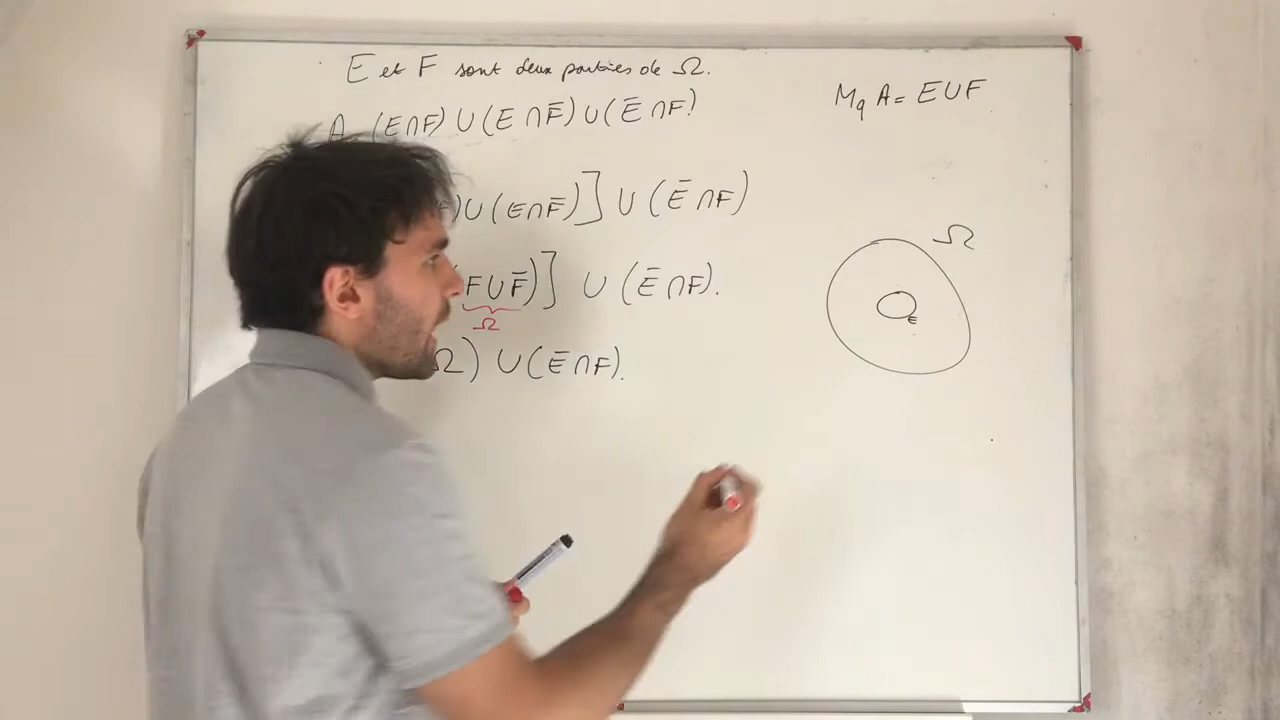 E et F sont deux parties de Ω.
A = (E∩F) ∪ (E∩F̄) ∪ (Ē∩F)
Mq A = E∪F
) ∪ (E∩F̄)] ∪ (Ē∩F)
F∪F̄)] ∪ (Ē∩F).
Ω
Ω) ∪ (Ē∩F).
Ω
E